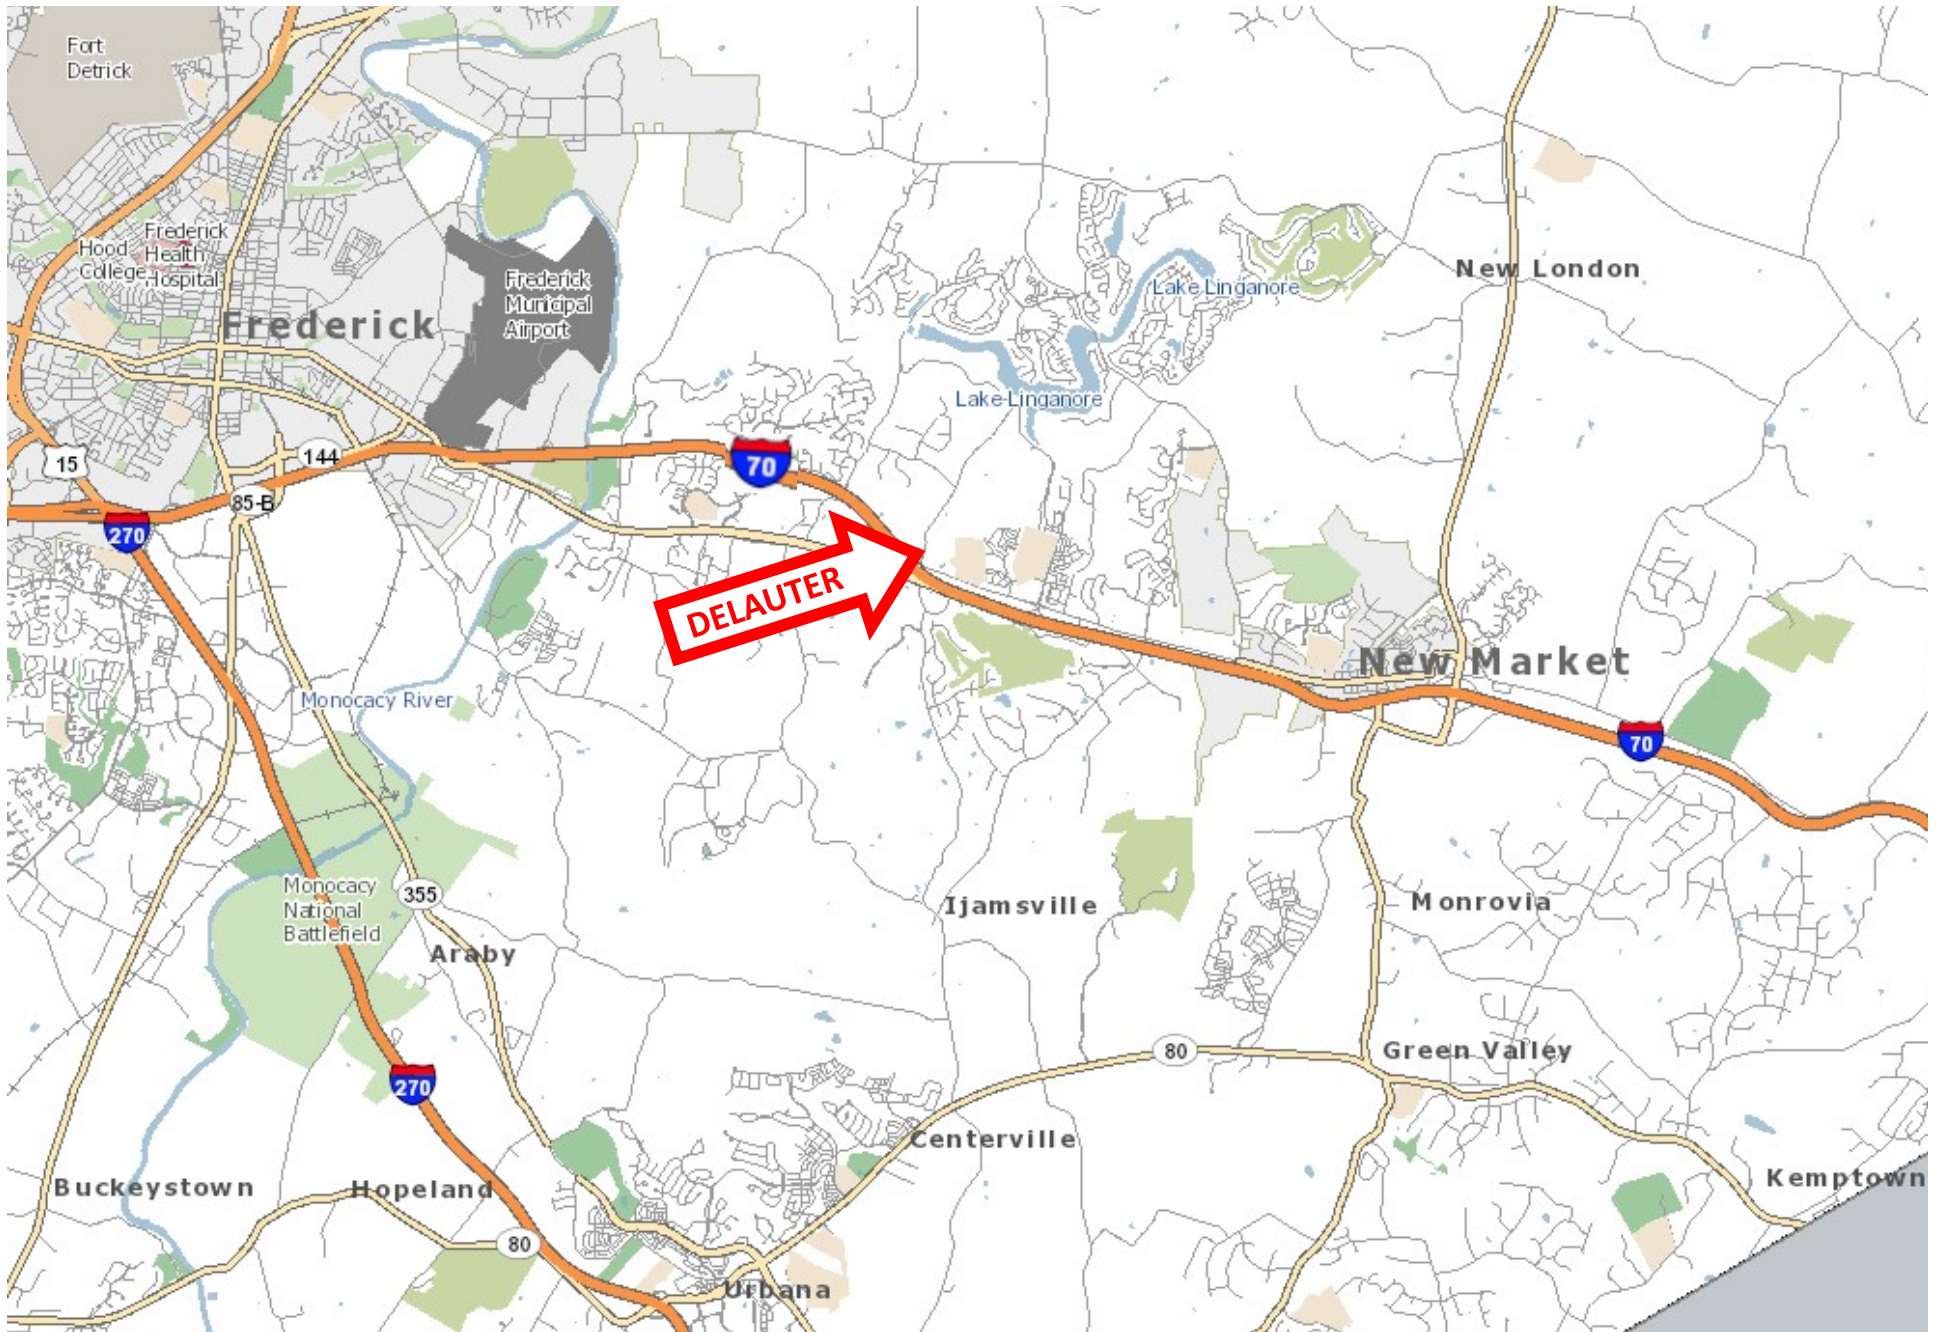 Fort
Detrick
Hood
College
Frederick
Health
Hospital
Frederick
Frederick
Municipal
Airport
Lake Linganore
New London
Lake Linganore
15
144
70
85-B
270
DELAUTER
New Market
Monocacy River
70
Monocacy
National
Battlefield
355
Araby
Ijamsville
Monrovia
80
Green Valley
270
Centerville
Buckeystown
Hopeland
Kemptown
80
Urbana